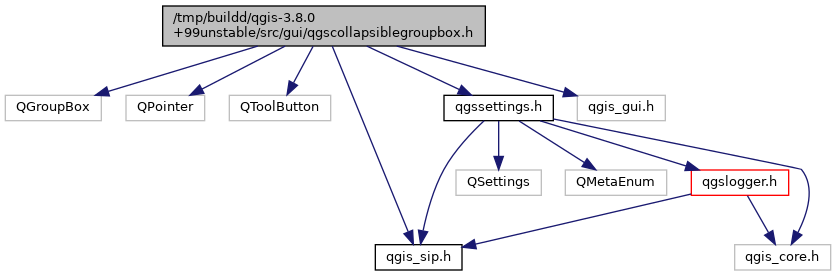 /tmp/buildd/qgis-3.8.0
+99unstable/src/gui/qgscollapsiblegroupbox.h
QGroupBox
QPointer
QToolButton
qgssettings.h
qgis_gui.h
QSettings
QMetaEnum
qgslogger.h
qgis_sip.h
qgis_core.h